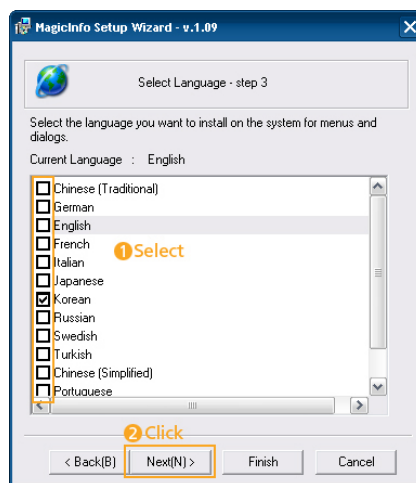 MagicInfo Setup Wizard - v.1.09
Select Language - step 3
Select the language you want to install on the system for menus and
dialogs.
Current Language : English
Chinese (Traditional)
German
English
French
1 Select
Italian
Japanese
Korean
Russian
Swedish
Turkish
Chinese (Simplified)
Portuguese
2 Click
< Back(B)
Next(N) >
Finish
Cancel